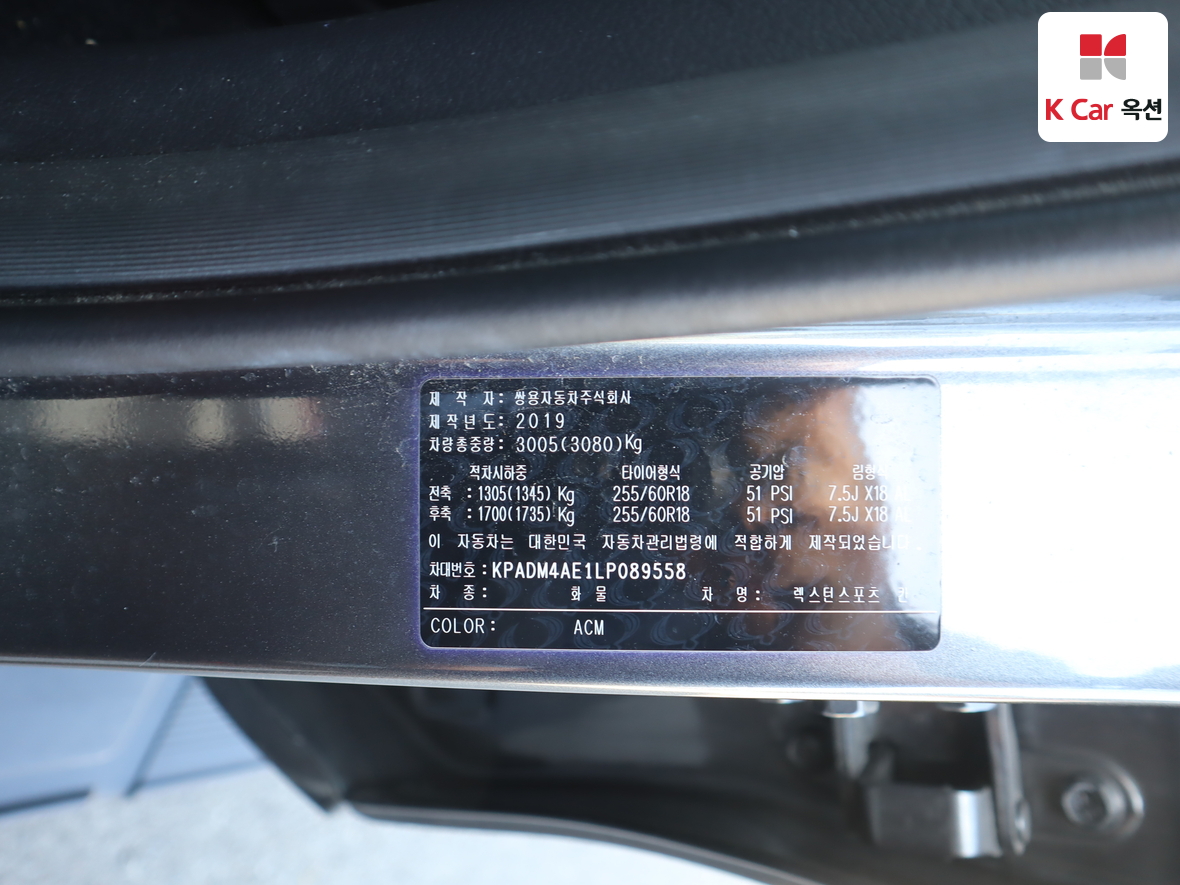 K Car 옥션
제 작 자 : 쌍용자동차주식회사
제작년도 : 2019
차량총중량 : 3005(3080)Kg
적차시하중 타이어형식 공기압 림형식
전축 : 1305(1345) Kg 255/60R18 51 PSI 7.5J X18
후축 : 1700(1735) Kg 255/60R18 51 PSI 7.5J X18
이 자동차는 대한민국 자동차관리법령에 적합하게 제작되었습니다.
차대번호 : KPADM4AE1LP089558
차 종 : 화 물 차 명 : 렉스턴스포츠 칸
COLOR : ACM